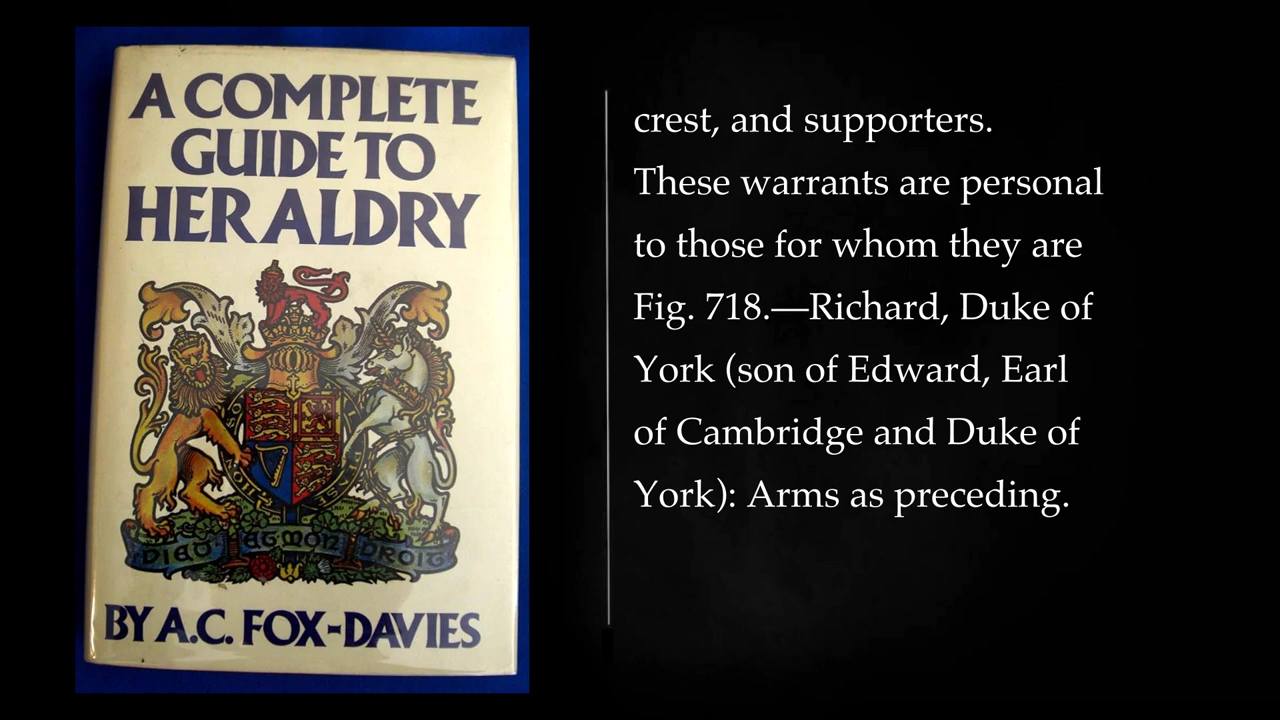 A COMPLETE
GUIDE TO
HERALDRY
DIEU ET MON DROIT
BY A.C. FOX-DAVIES
crest, and supporters.
These warrants are personal
to those for whom they are
Fig. 718.—Richard, Duke of
York (son of Edward, Earl
of Cambridge and Duke of
York): Arms as preceding.